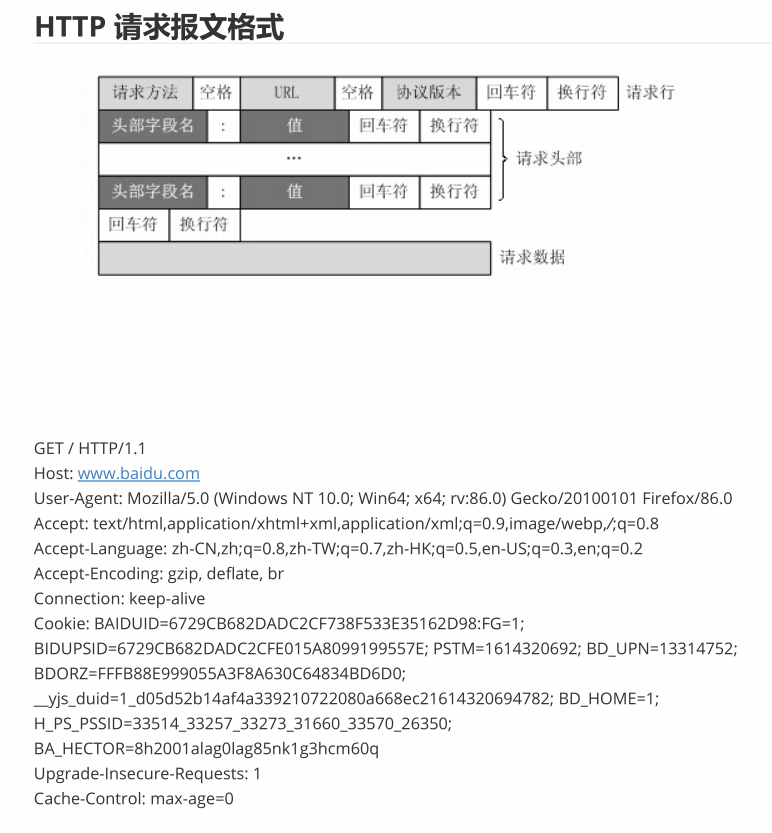 HTTP 请求报文格式
请求方法 空格 URL 空格 协议版本 回车符 换行符 请求行
头部字段名 : 值 回车符 换行符
... 请求头部
头部字段名 : 值 回车符 换行符
回车符 换行符
请求数据
GET / HTTP/1.1
Host: www.baidu.com
User-Agent: Mozilla/5.0 (Windows NT 10.0; Win64; x64; rv:86.0) Gecko/20100101 Firefox/86.0
Accept: text/html,application/xhtml+xml,application/xml;q=0.9,image/webp,/;q=0.8
Accept-Language: zh-CN,zh;q=0.8,zh-TW;q=0.7,zh-HK;q=0.5,en-US;q=0.3,en;q=0.2
Accept-Encoding: gzip, deflate, br
Connection: keep-alive
Cookie: BAIDUID=6729CB682DADC2CF738F533E35162D98:FG=1;
BIDUPSID=6729CB682DADC2CFE015A8099199557E; PSTM=1614320692; BD_UPN=13314752;
BDORZ=FFFB88E999055A3F8A630C64834BD6D0;
__yjs_duid=1_d05d52b14af4a339210722080a668ec21614320694782; BD_HOME=1;
H_PS_PSSID=33514_33257_33273_31660_33570_26350;
BA_HECTOR=8h2001alag0lag85nk1g3hcm60q
Upgrade-Insecure-Requests: 1
Cache-Control: max-age=0